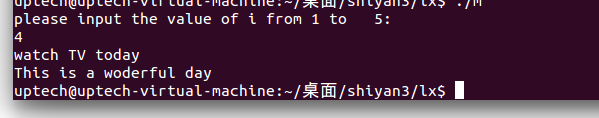 uptech@uptech-virtual-machine:~/桌面/shiyan3/lx$ ./M
please input the value of i from 1 to   5:
4
watch TV today
This is a woderful day
uptech@uptech-virtual-machine:~/桌面/shiyan3/lx$